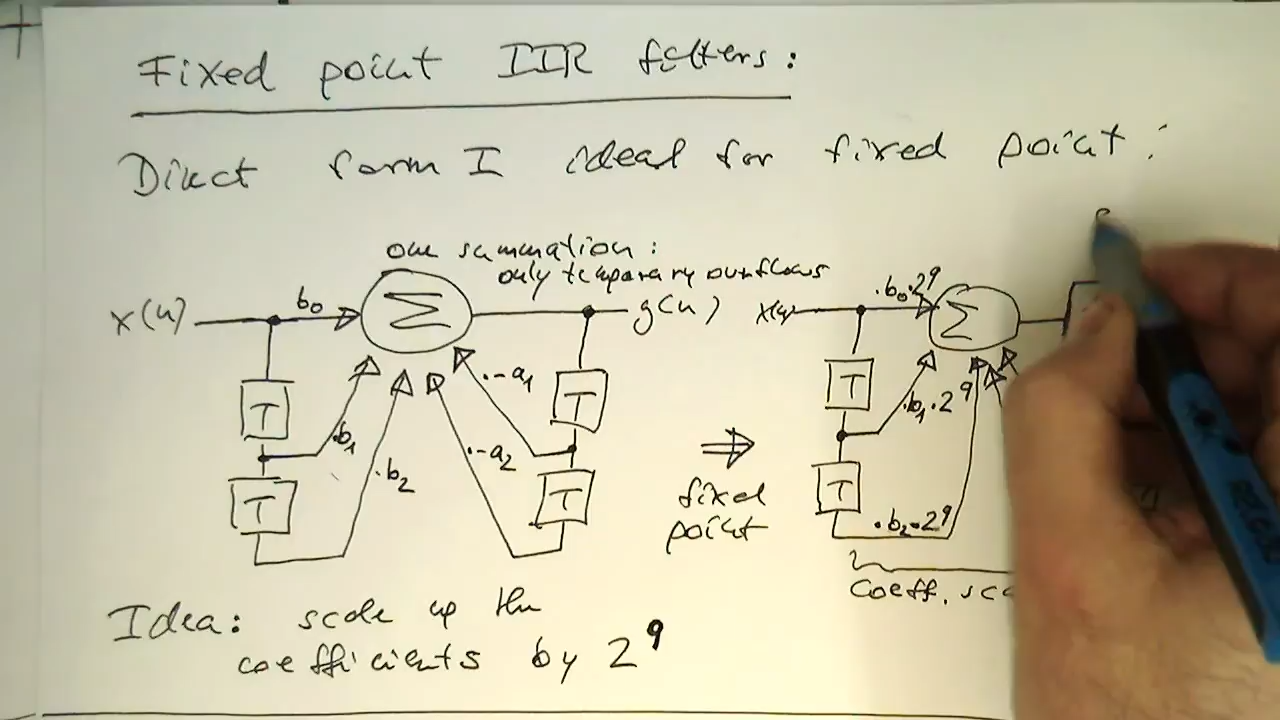 Fixed point IIR filters:
Direct form I ideal for fixed point:
one summation:
only temporary overflows
x(n)
b0
Σ
y(n)
x(n)
.b0.2^q
Σ
T
.b1
T
.b2
.-a1
T
.-a2
T
⇒
fixed
point
T
.b1.2^q
T
.b2.2^q
Coeff. sca
Idea: scale up the
coefficients by 2^q